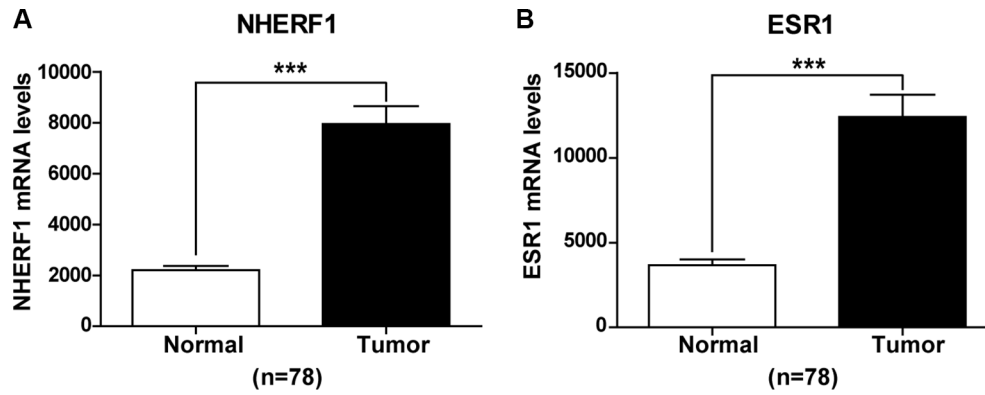 A
NHERF1
NHERF1 mRNA levels
10000
8000
6000
4000
2000
0
***
Normal
Tumor
(n=78)
B
ESR1
ESR1 mRNA levels
15000
10000
5000
0
***
Normal
Tumor
(n=78)